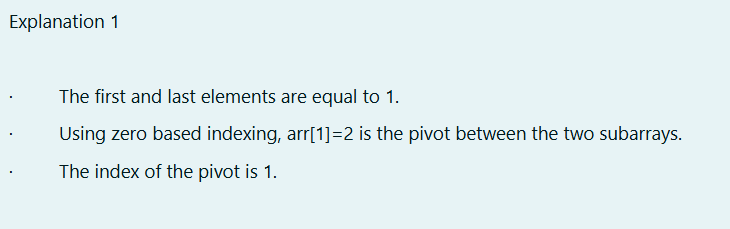 Explanation 1
· The first and last elements are equal to 1.
· Using zero based indexing, arr[1]=2 is the pivot between the two subarrays.
· The index of the pivot is 1.